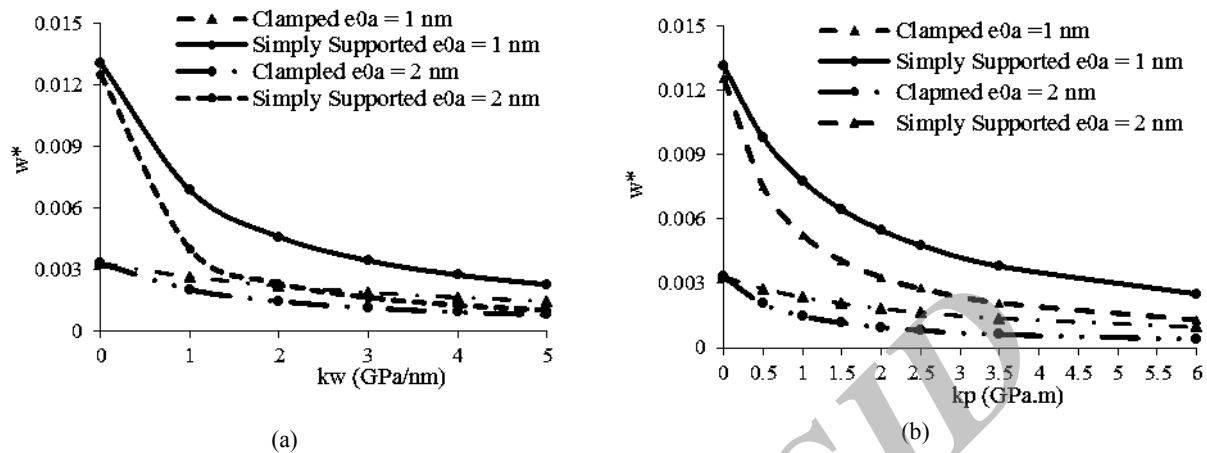 0.015
0.012
0.009
0.006
0.003
0
w*
Clamped e0a = 1 nm
Simply Supported e0a = 1 nm
Clampled e0a = 2 nm
Simply Supported e0a = 2 nm
0 1 2 3 4 5
kw (GPa/nm)
(a)
0.015
0.012
0.009
0.006
0.003
0
w*
Clamped e0a =1 nm
Simply Supported e0a = 1 nm
Clapmed e0a = 2 nm
Simply Supported e0a = 2 nm
0 0.5 1 1.5 2 2.5 3 3.5 4 4.5 5 5.5 6
kp (GPa.m)
(b)
SID